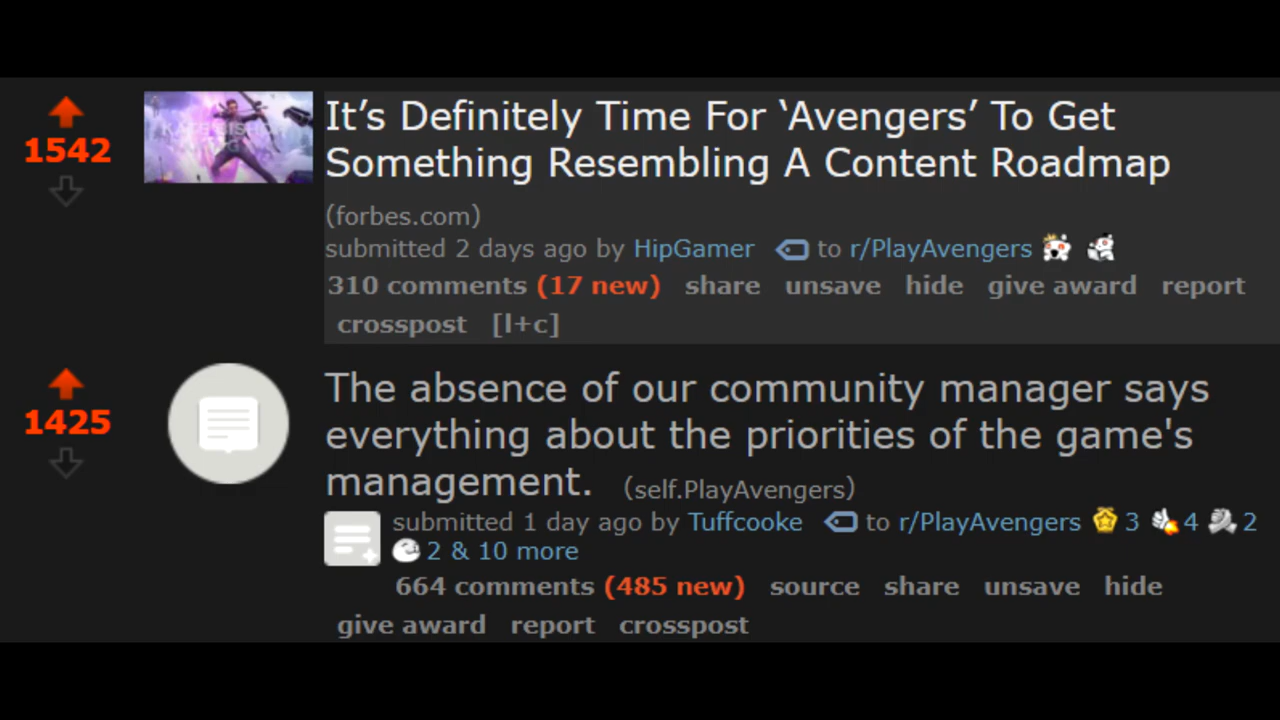 1542
It’s Definitely Time For ‘Avengers’ To Get
Something Resembling A Content Roadmap
(forbes.com)
submitted 2 days ago by HipGamer to r/PlayAvengers
310 comments (17 new) share unsave hide give award report
crosspost [l+c]
1425
The absence of our community manager says
everything about the priorities of the game's
management. (self.PlayAvengers)
submitted 1 day ago by Tuffcooke to r/PlayAvengers 3 4 2
2 & 10 more
664 comments (485 new) source share unsave hide
give award report crosspost